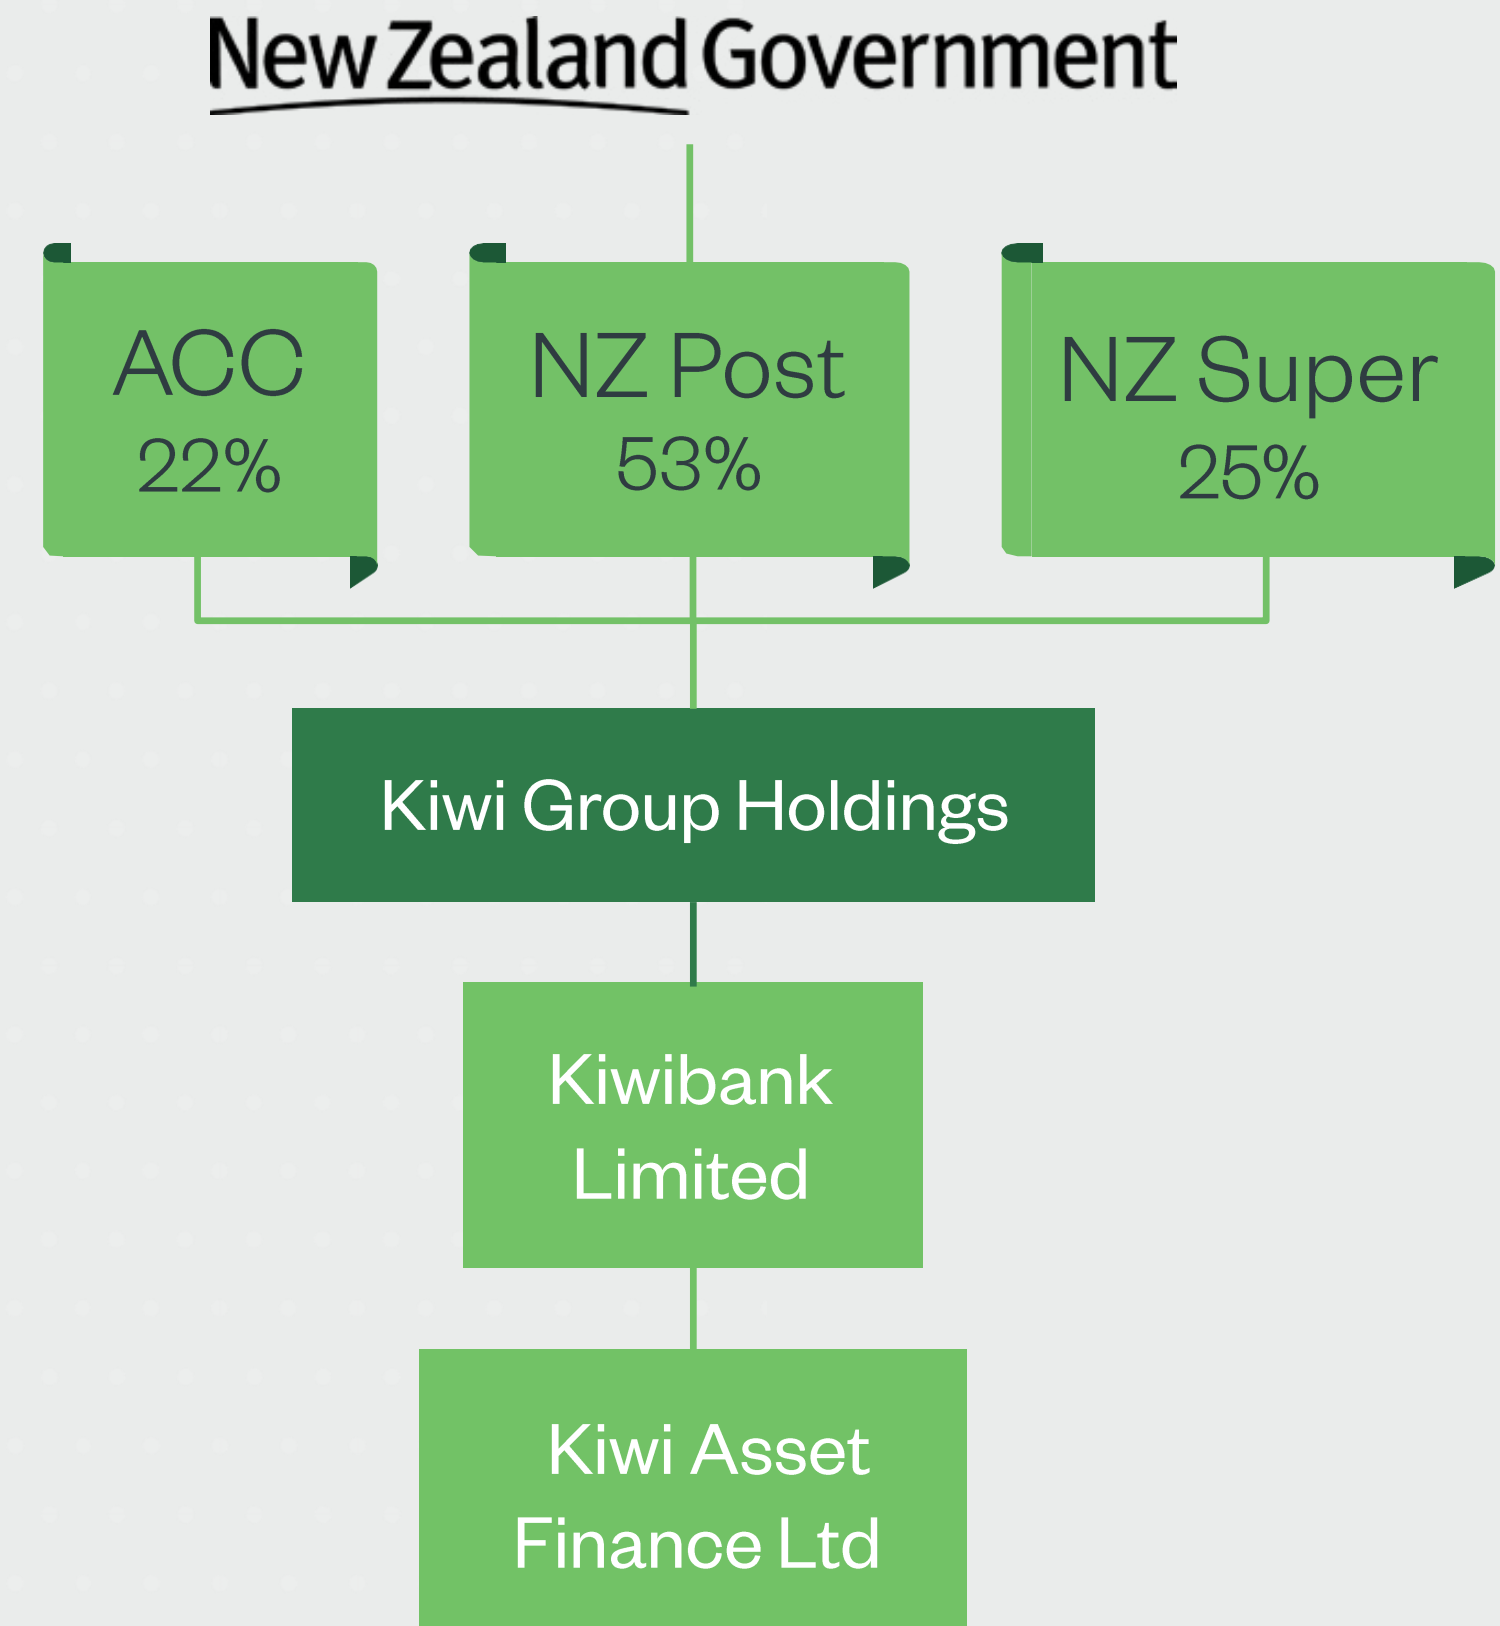 New Zealand Government
ACC
22%
NZ Post
53%
NZ Super
25%
Kiwi Group Holdings
Kiwibank
Limited
Kiwi Asset
Finance Ltd